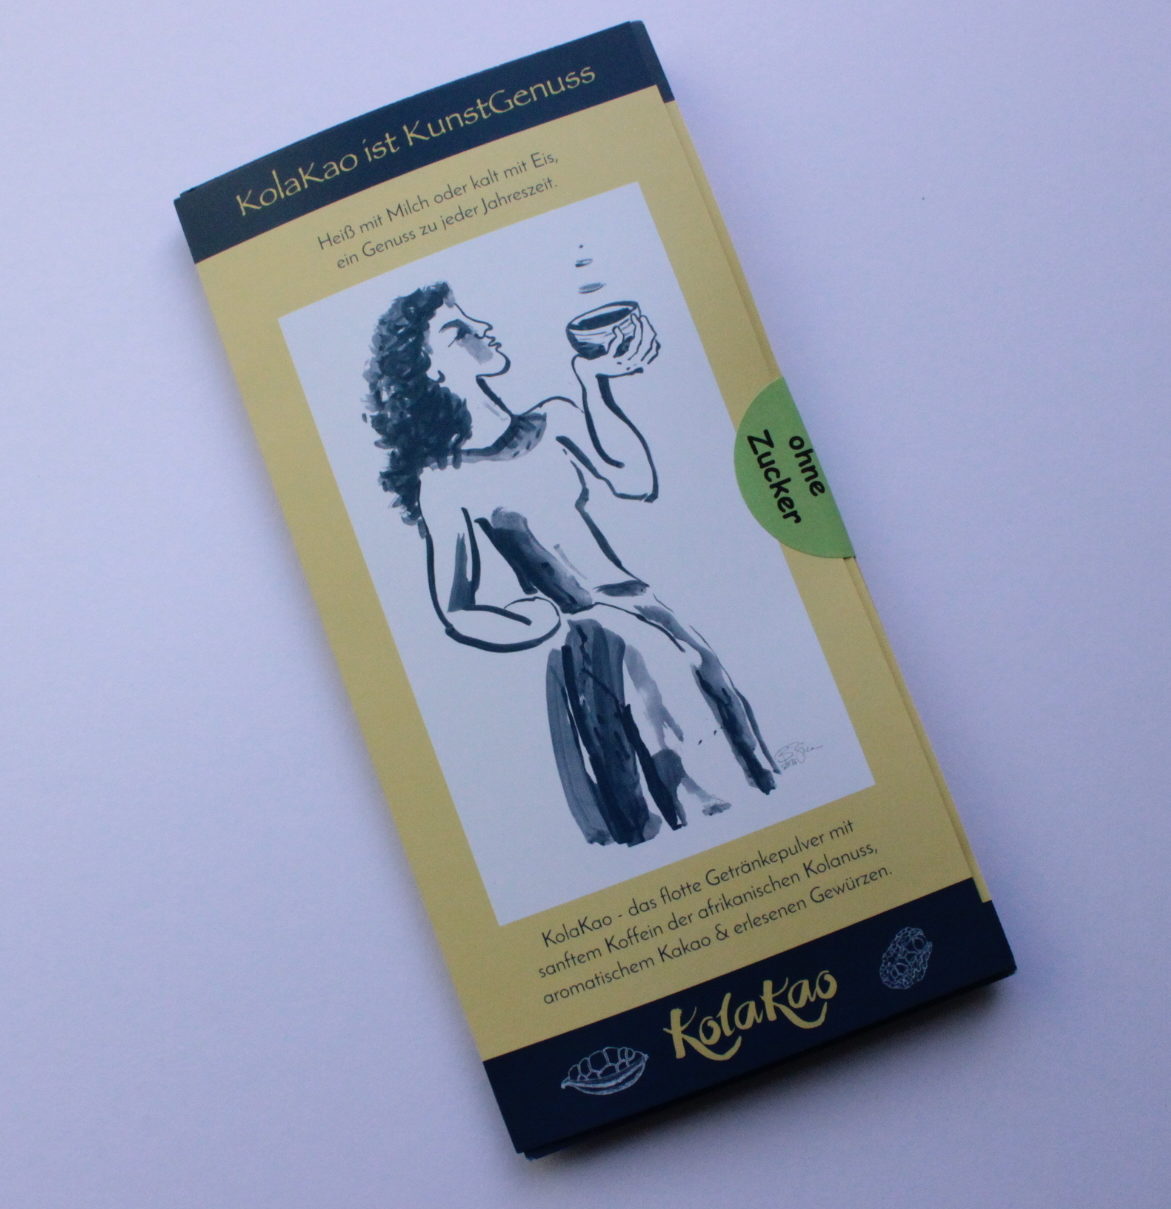 KolaKao ist KunstGenuss
Heiß mit Milch oder kalt mit Eis,
ein Genuss zu jeder Jahreszeit.
ohne
Zucker
KolaKao - das flotte Getränkepulver mit
sanftem Koffein der afrikanischen Kolanuss,
aromatischem Kakao & erlesenen Gewürzen.
KolaKao